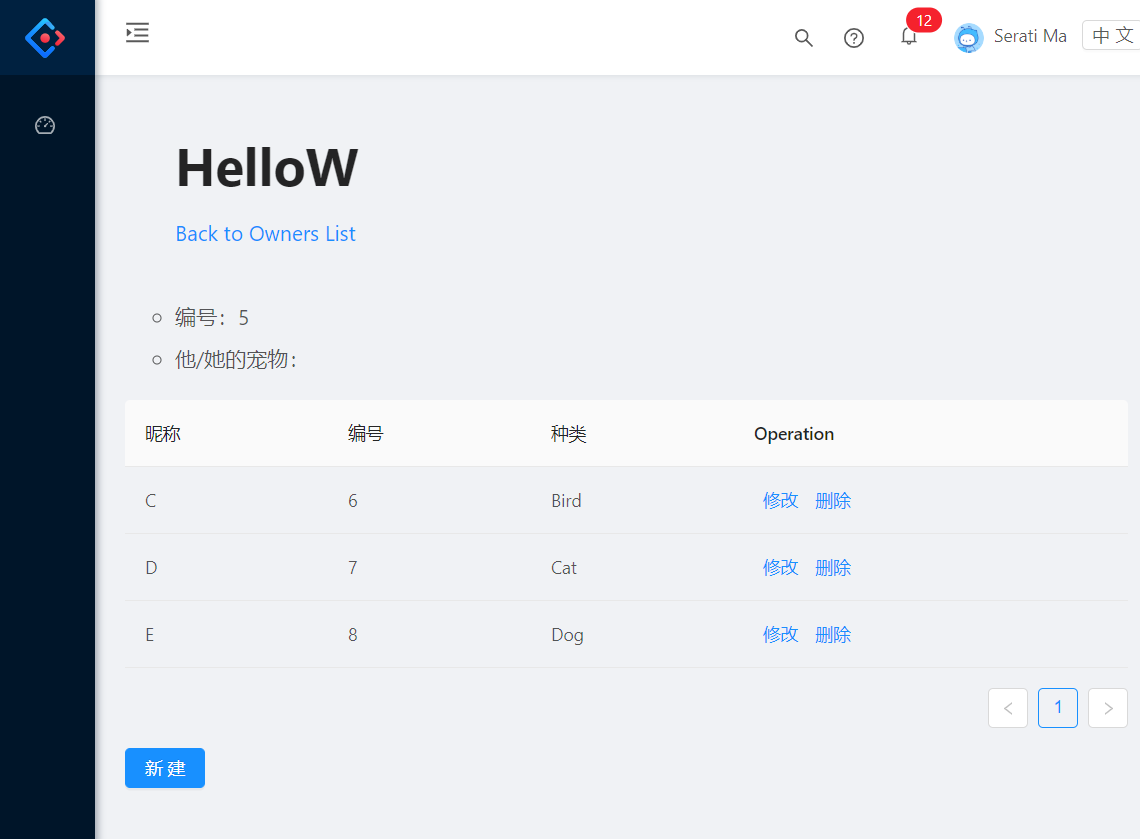 12
Serati Ma
中 文
HelloW
Back to Owners List
编号：5
他/她的宠物：
昵称 编号 种类 Operation
C 6 Bird 修改 删除
D 7 Cat 修改 删除
E 8 Dog 修改 删除
< 1 >
新 建